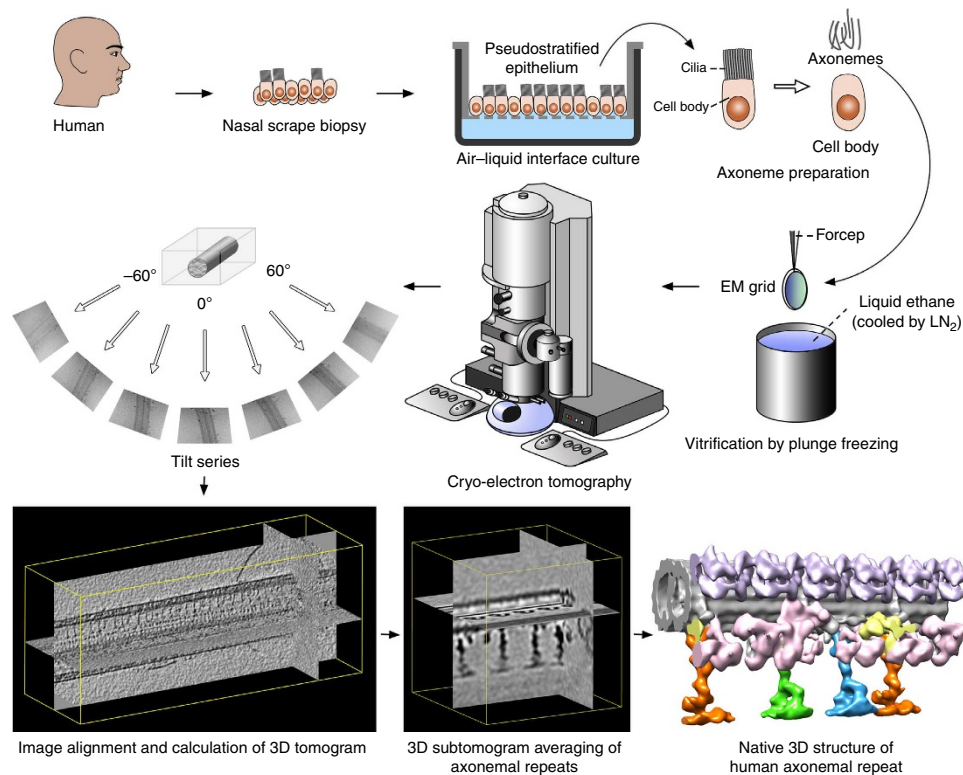 Human
Nasal scrape biopsy
Pseudostratified
epithelium
Air–liquid interface culture
Cilia
Cell body
Axonemes
Cell body
Axoneme preparation
Forcep
EM grid
Liquid ethane
(cooled by LN2)
Vitrification by plunge freezing
Cryo-electron tomography
–60°
0°
60°
Tilt series
Image alignment and calculation of 3D tomogram
3D subtomogram averaging of
axonemal repeats
Native 3D structure of
human axonemal repeat